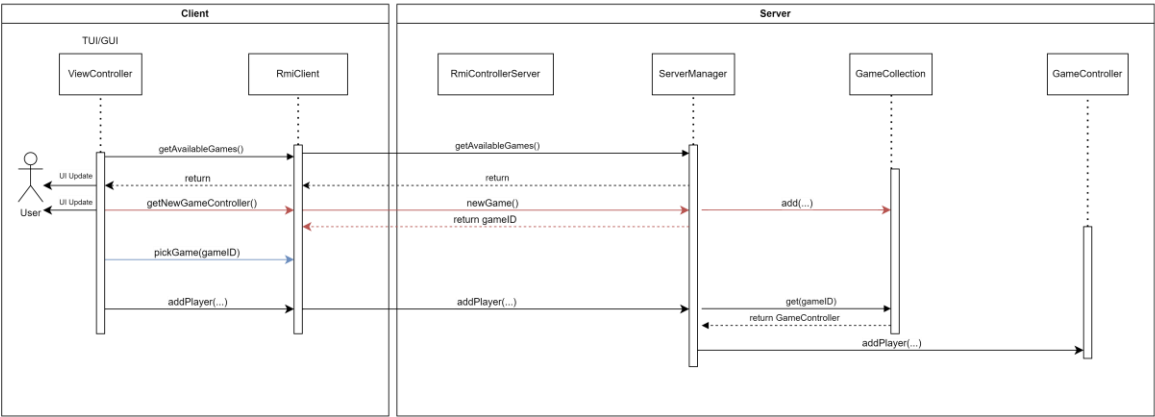 Client
Server
TUI/GUI
ViewController
RmiClient
RmiControllerServer
ServerManager
GameCollection
GameController
getAvailableGames()
getAvailableGames()
UI Update
return
return
UI Update
User
getNewGameController()
newGame()
add(...)
return gameID
pickGame(gameID)
addPlayer(...)
addPlayer(...)
get(gameID)
return GameController
addPlayer(...)